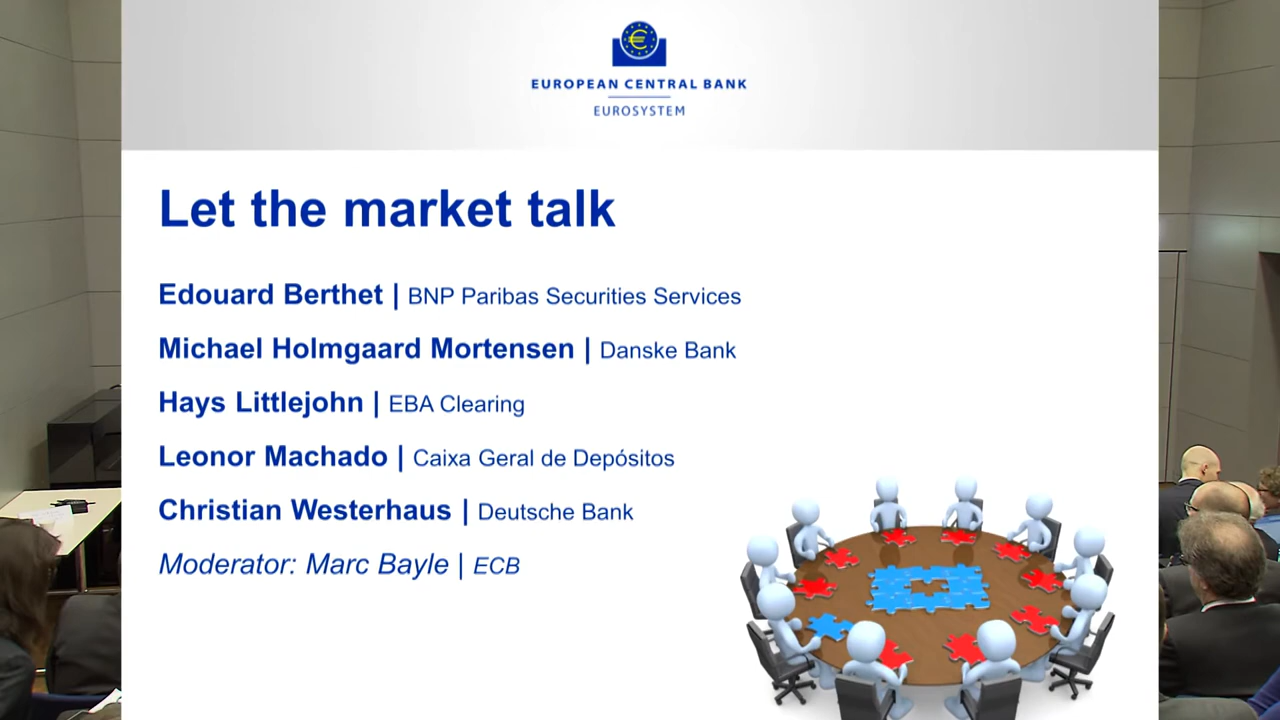 EUROPEAN CENTRAL BANK
EUROSYSTEM
Let the market talk
Edouard Berthet | BNP Paribas Securities Services
Michael Holmgaard Mortensen | Danske Bank
Hays Littlejohn | EBA Clearing
Leonor Machado | Caixa Geral de Depósitos
Christian Westerhaus | Deutsche Bank
Moderator: Marc Bayle | ECB